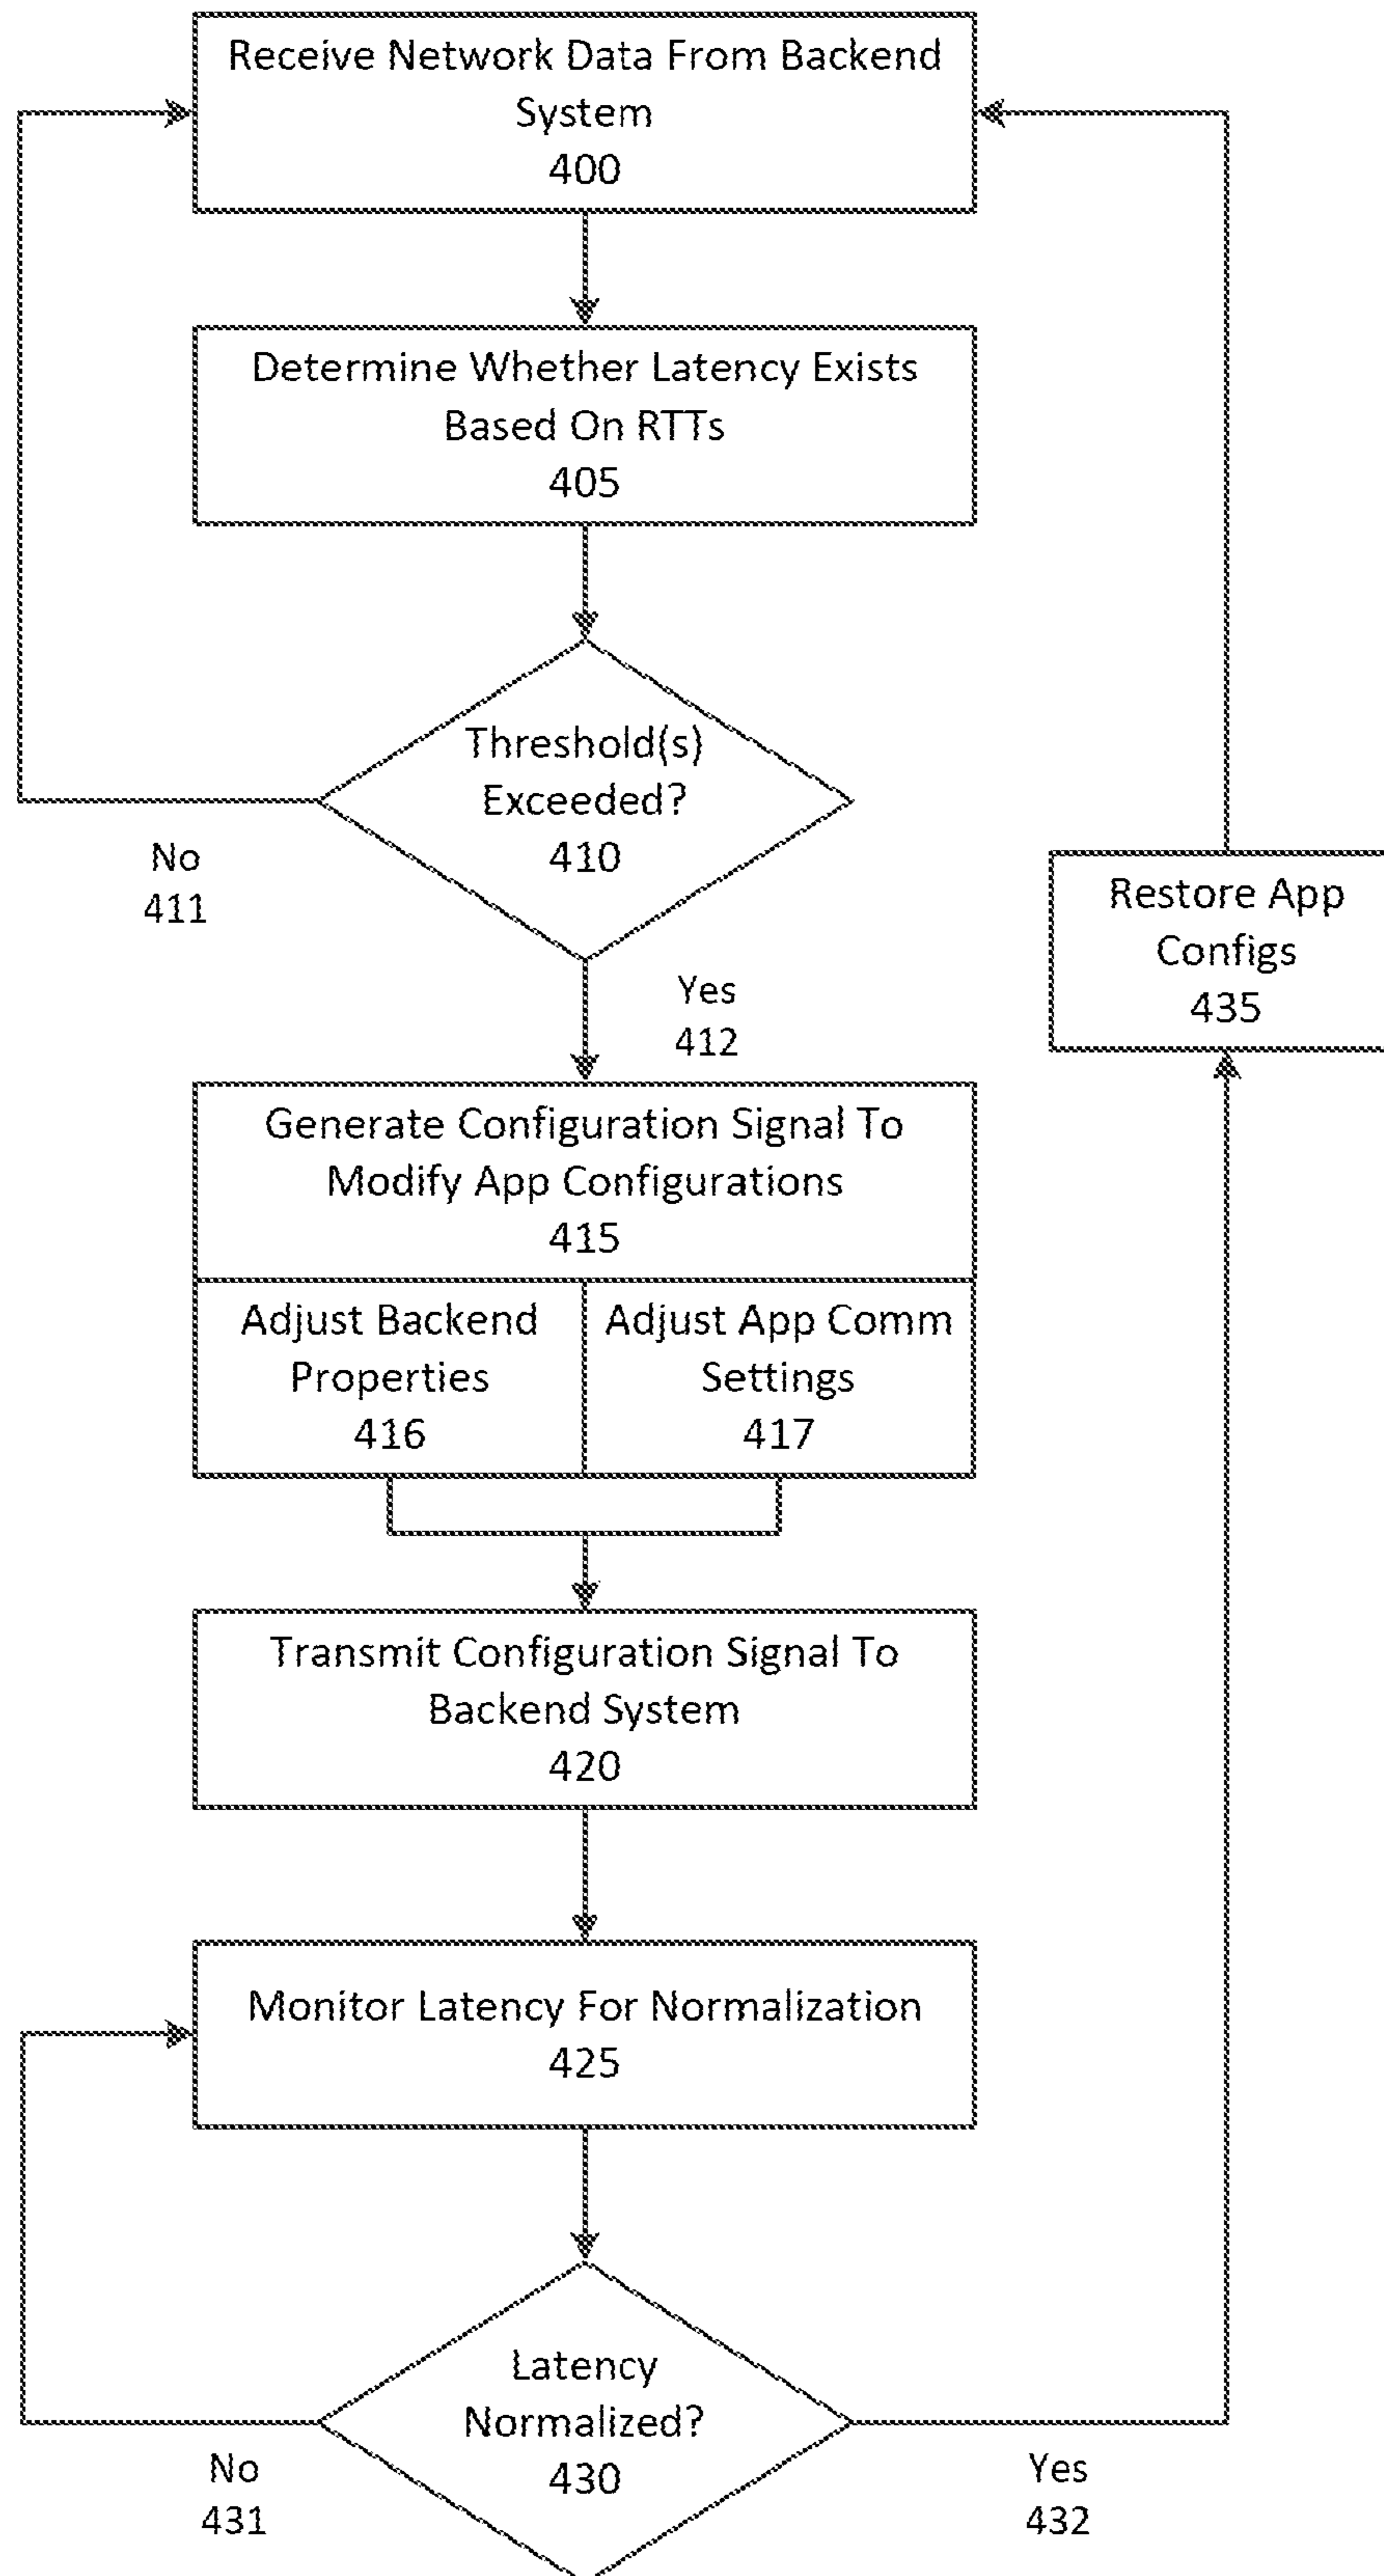 Receive Network Data From Backend
System
400
Determine Whether Latency Exists
Based On RTTs
405
Threshold(s)
Exceeded?
410
No
411
Yes
412
Restore App
Configs
435
Generate Configuration Signal To
Modify App Configurations
415
Adjust Backend
Properties
416
Adjust App Comm
Settings
417
Transmit Configuration Signal To
Backend System
420
Monitor Latency For Normalization
425
Latency
Normalized?
430
No
431
Yes
432